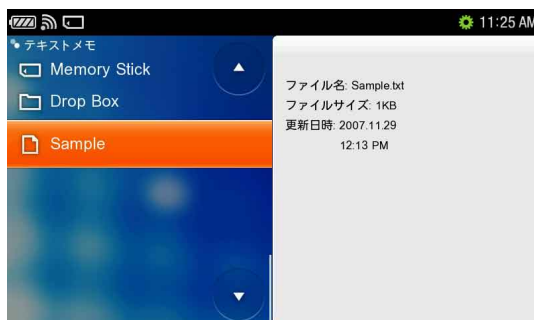 11:25 AM
テキストメモ
Memory Stick
Drop Box
Sample
ファイル名: Sample.txt
ファイルサイズ: 1KB
更新日時: 2007.11.29
12:13 PM